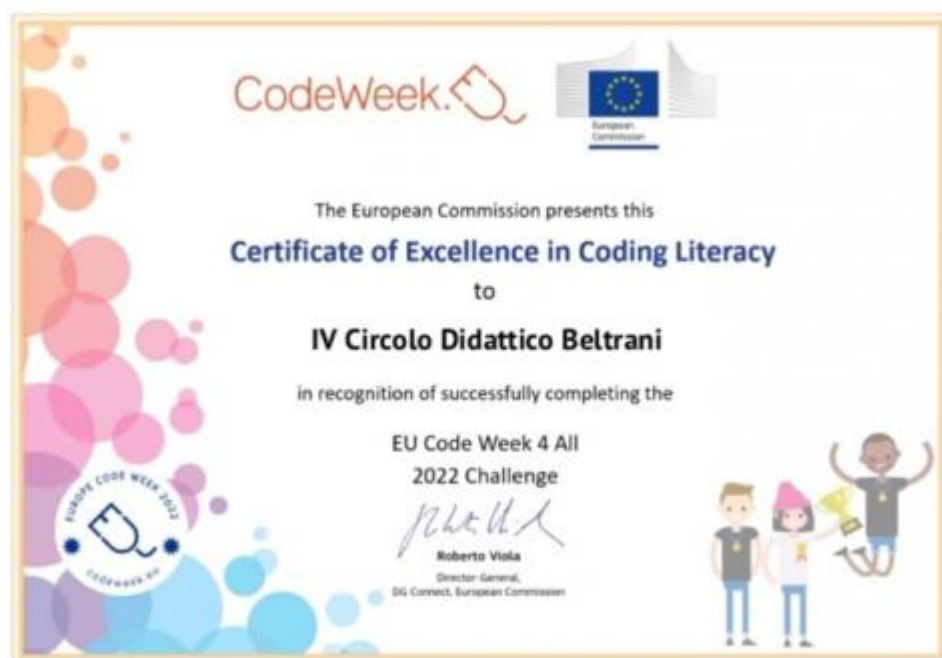 CodeWeek.EU
European
Commission
The European Commission presents this
Certificate of Excellence in Coding Literacy
to
IV Circolo Didattico Beltrani
in recognition of successfully completing the
EU Code Week 4 All
2022 Challenge
Roberto Viola
Director-General,
DG Connect, European Commission
EUROPE CODE WEEK 2022
EU
codeweek.eu